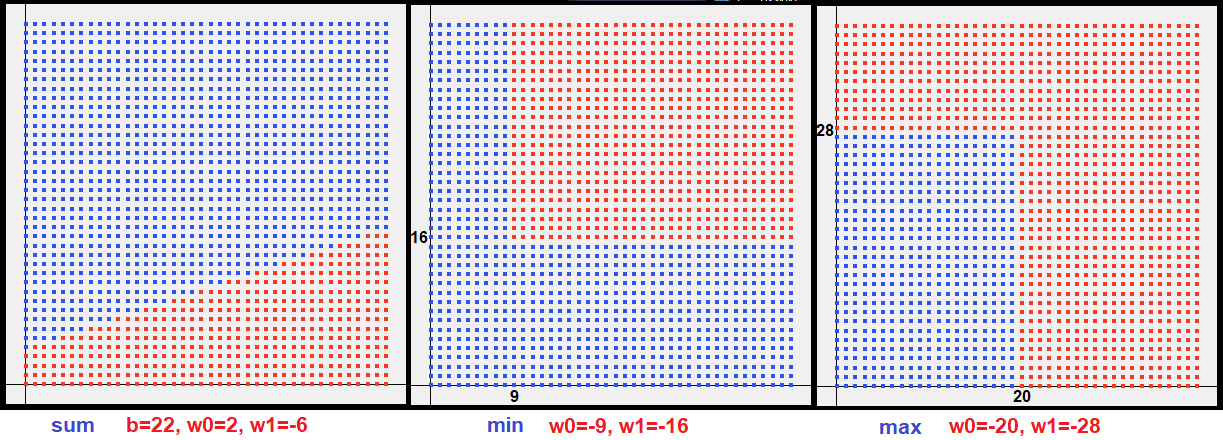 28
16
9
20
sum b=22, w0=2, w1=-6
min w0=-9, w1=-16
max w0=-20, w1=-28